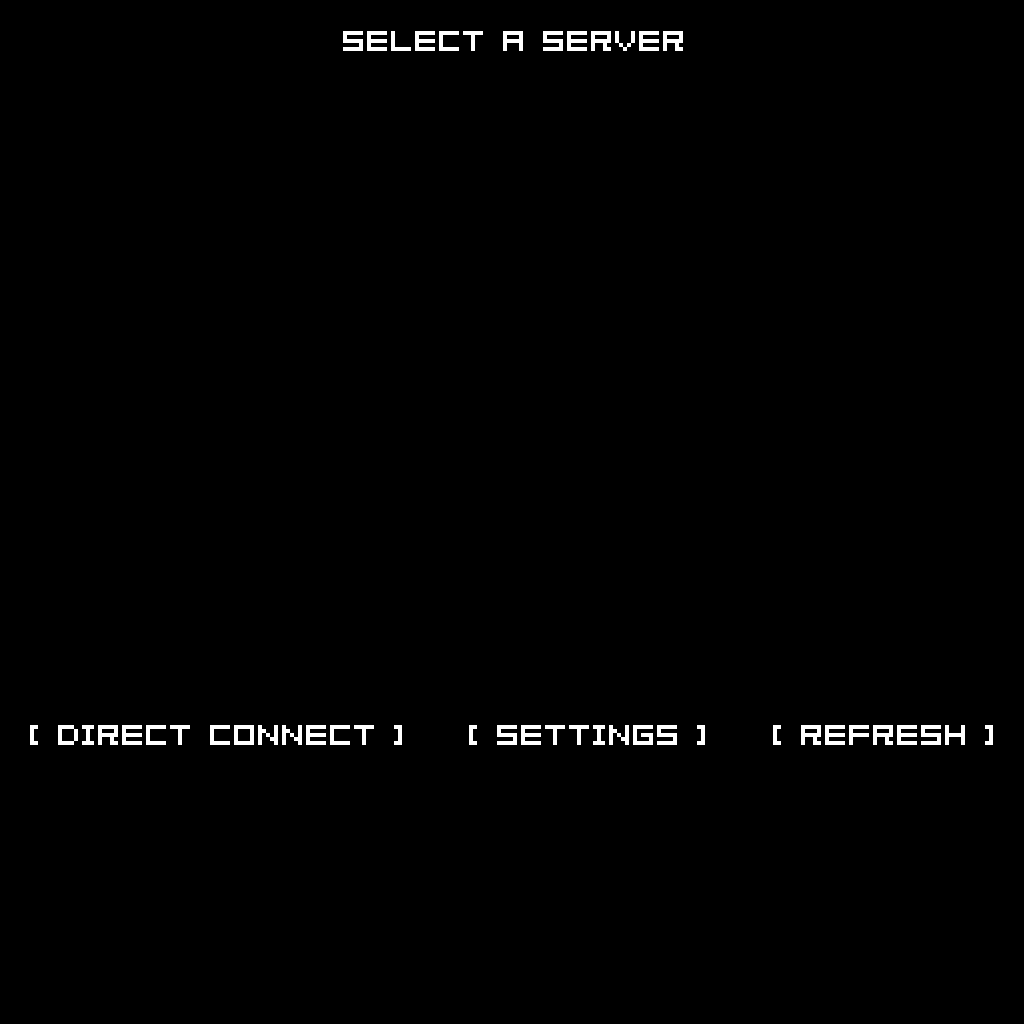 SELECT A SERVER
[ DIRECT CONNECT ] [ SETTINGS ] [ REFRESH ]